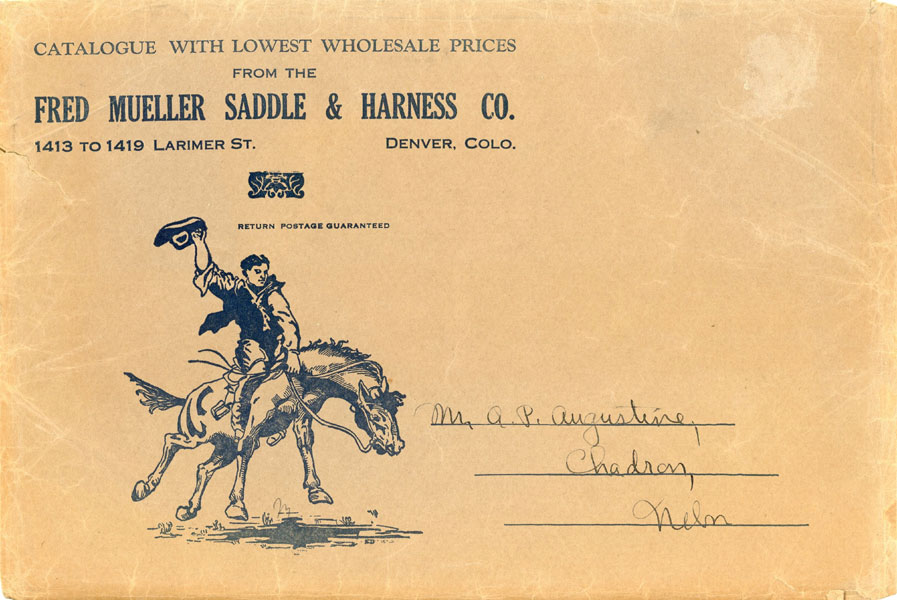 CATALOGUE WITH LOWEST WHOLESALE PRICES
FROM THE
FRED MUELLER SADDLE & HARNESS CO.
1413 TO 1419 LARIMER ST. DENVER, COLO.
RETURN POSTAGE GUARANTEED
Mr, A. P. Augustine,
Chadron,
Nebr